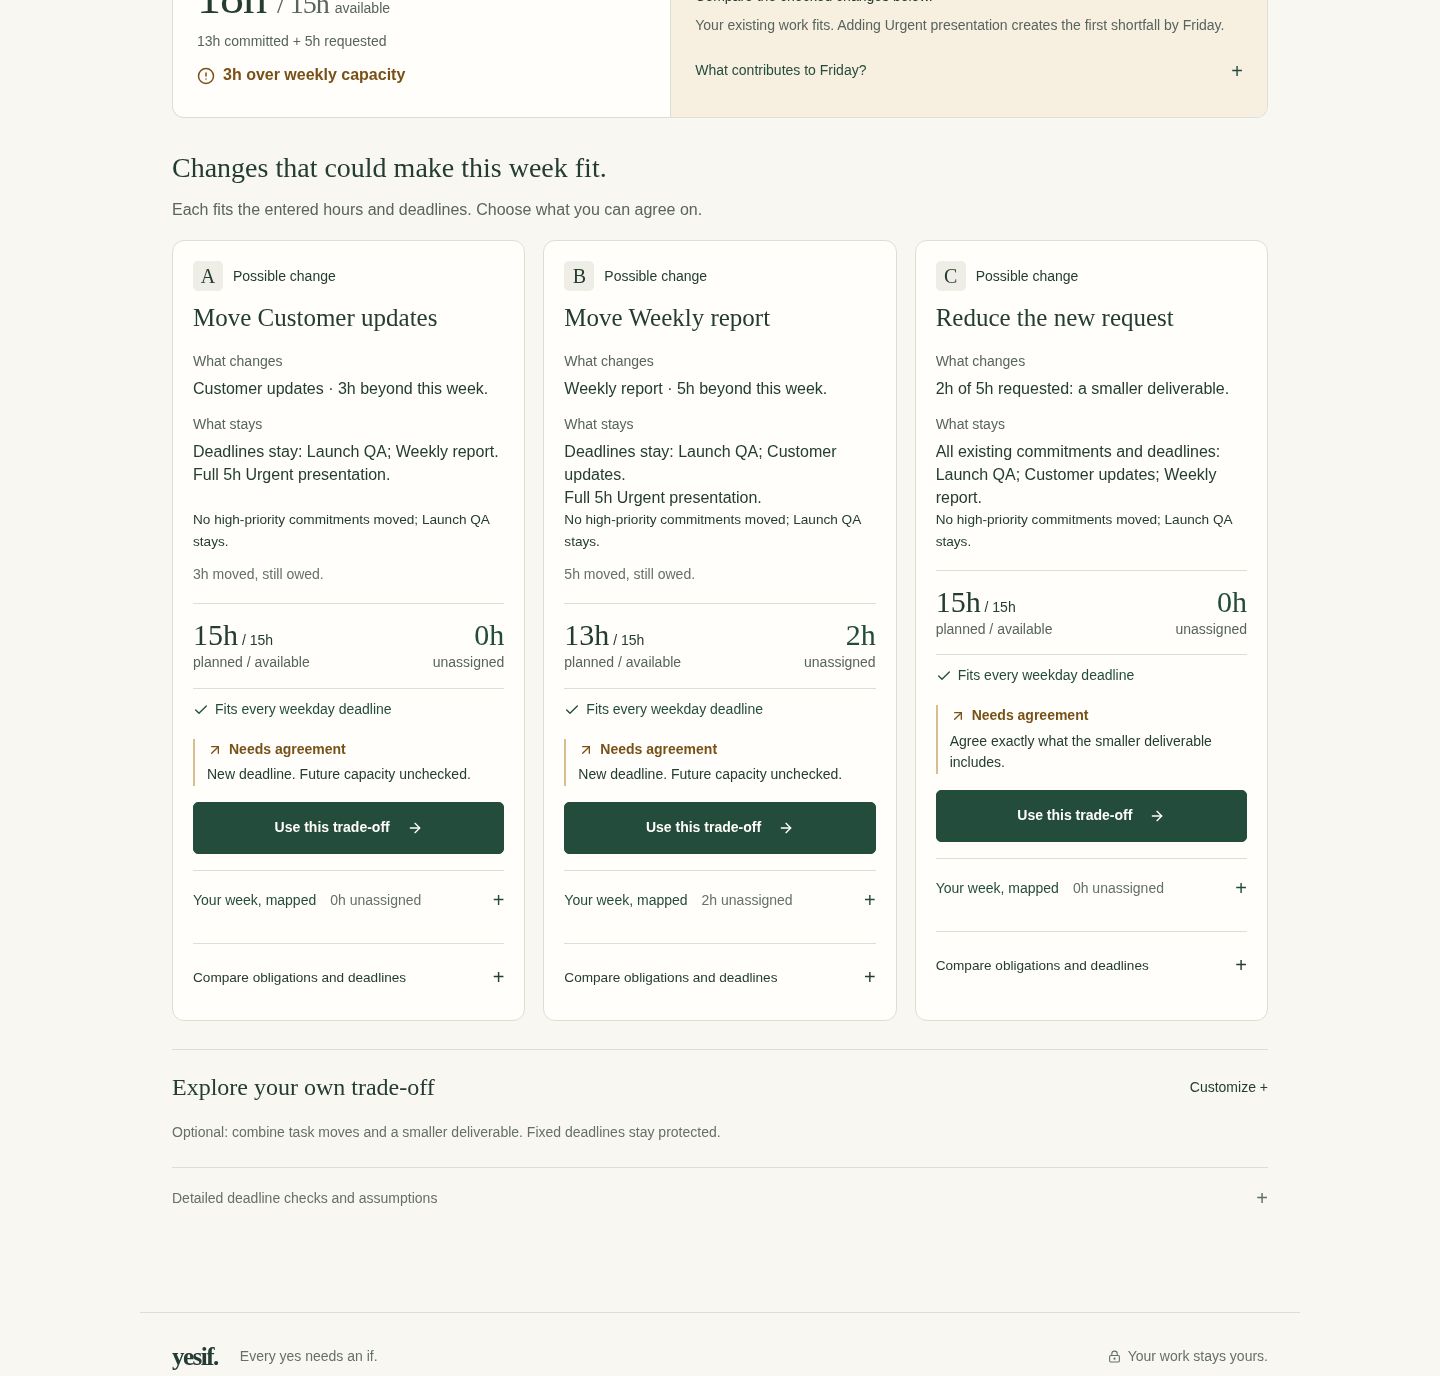 18h / 15h available
13h committed + 5h requested
3h over weekly capacity
Your existing work fits. Adding Urgent presentation creates the first shortfall by Friday.
What contributes to Friday? +
Changes that could make this week fit.
Each fits the entered hours and deadlines. Choose what you can agree on.
A Possible change
Move Customer updates
What changes
Customer updates · 3h beyond this week.
What stays
Deadlines stay: Launch QA; Weekly report.
Full 5h Urgent presentation.
No high-priority commitments moved; Launch QA
stays.
3h moved, still owed.
15h / 15h 0h
planned / available unassigned
Fits every weekday deadline
Needs agreement
New deadline. Future capacity unchecked.
Use this trade-off →
Your week, mapped 0h unassigned +
Compare obligations and deadlines +
B Possible change
Move Weekly report
What changes
Weekly report · 5h beyond this week.
What stays
Deadlines stay: Launch QA; Customer
updates.
Full 5h Urgent presentation.
No high-priority commitments moved; Launch QA
stays.
5h moved, still owed.
13h / 15h 2h
planned / available unassigned
Fits every weekday deadline
Needs agreement
New deadline. Future capacity unchecked.
Use this trade-off →
Your week, mapped 2h unassigned +
Compare obligations and deadlines +
C Possible change
Reduce the new request
What changes
2h of 5h requested: a smaller deliverable.
What stays
All existing commitments and deadlines:
Launch QA; Customer updates; Weekly
report.
No high-priority commitments moved; Launch QA
stays.
15h / 15h 0h
planned / available unassigned
Fits every weekday deadline
Needs agreement
Agree exactly what the smaller deliverable
includes.
Use this trade-off →
Your week, mapped 0h unassigned +
Compare obligations and deadlines +
Explore your own trade-off Customize +
Optional: combine task moves and a smaller deliverable. Fixed deadlines stay protected.
Detailed deadline checks and assumptions +
yesif. Every yes needs an if. Your work stays yours.